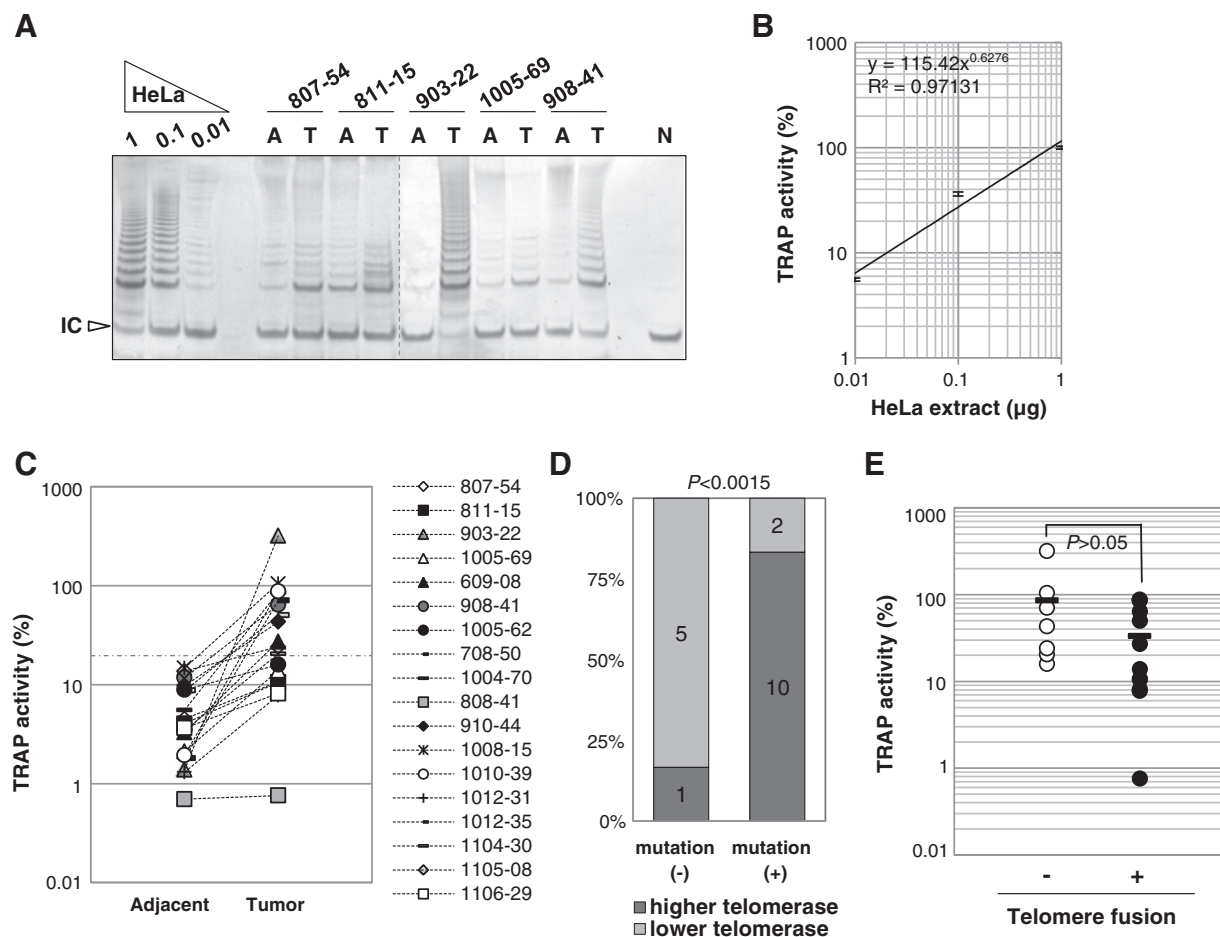 A
HeLa
1 0.1 0.01
807-54 811-15 903-22 1005-69 908-41
A T A T A T A T A T N
IC
B
y = 115.42x^0.6276
R² = 0.97131
TRAP activity (%)
1000
100
10
1
0.01 0.1 1
HeLa extract (µg)
C
TRAP activity (%)
1000
100
10
1
0.01
Adjacent Tumor
807-54
811-15
903-22
1005-69
609-08
908-41
1005-62
708-50
1004-70
808-41
910-44
1008-15
1010-39
1012-31
1012-35
1104-30
1105-08
1106-29
D
P<0.0015
100%
75%
50%
25%
0%
5
1
2
10
mutation (-)
mutation (+)
higher telomerase
lower telomerase
E
TRAP activity (%)
1000
100
10
1
0.01
P>0.05
- +
Telomere fusion